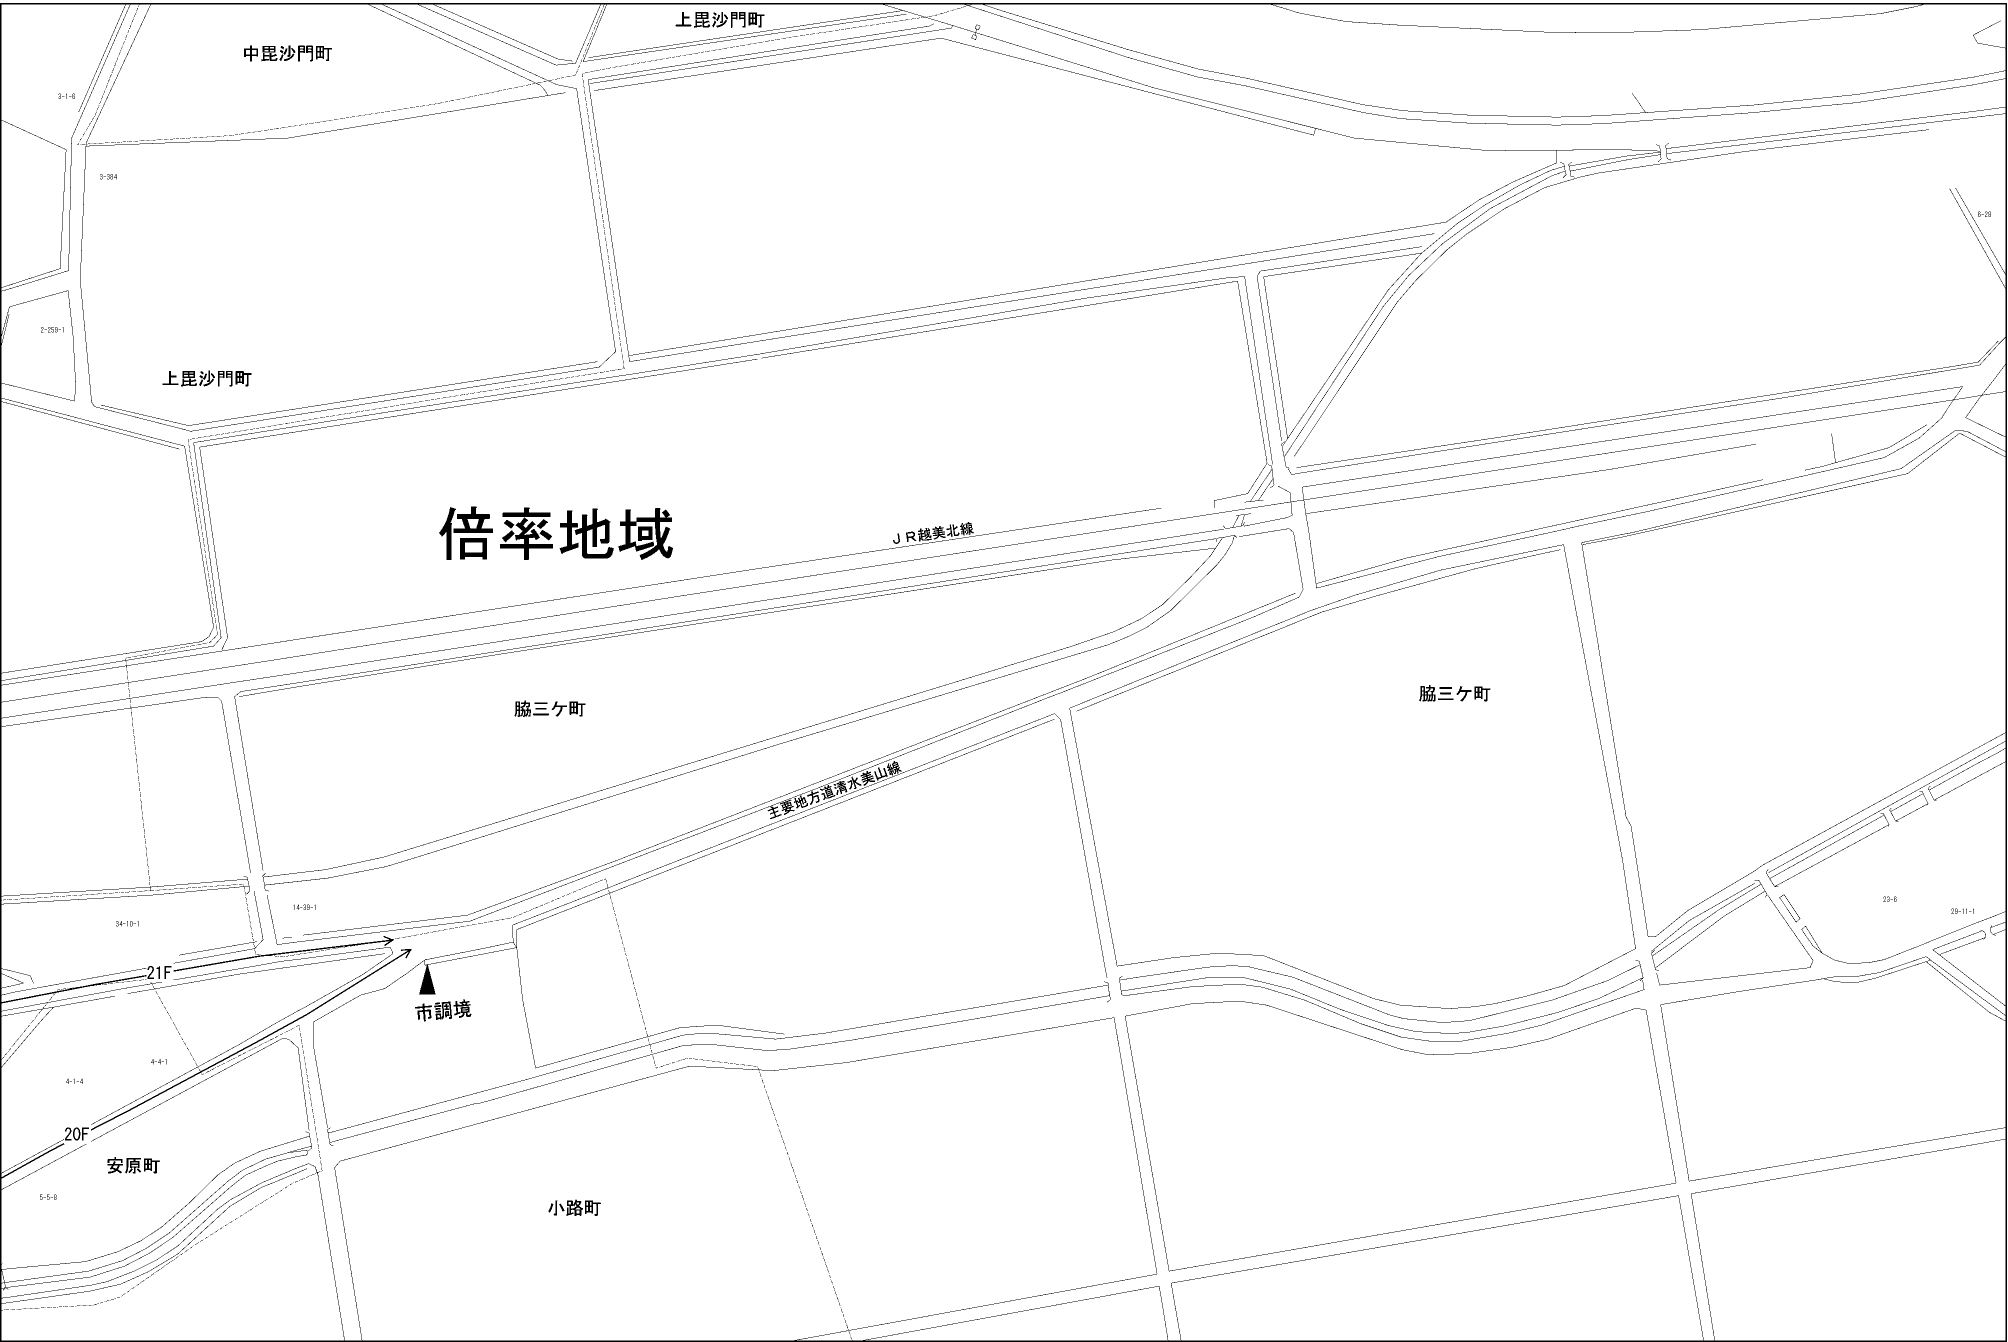 上毘沙門町
中毘沙門町
3-1-6
3-384
6-28
2-259-1
上毘沙門町
倍率地域
ＪＲ越美北線
脇三ケ町
脇三ケ町
主要地方道清水美山線
14-39-1
34-10-1
23-6
29-11-1
21F
市調境
4-4-1
4-1-4
20F
安原町
5-5-8
小路町